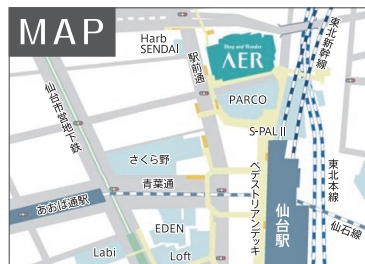 MAP
Harb
SENDAI
Shop and Wonder
AER
駅前通
東北新幹線
仙台市営地下鉄
PARCO
S-PALⅡ
さくら野
青葉通
あおば通駅
ペデストリアンデッキ
仙台駅
東北本線
仙石線
EDEN
Labi
Loft